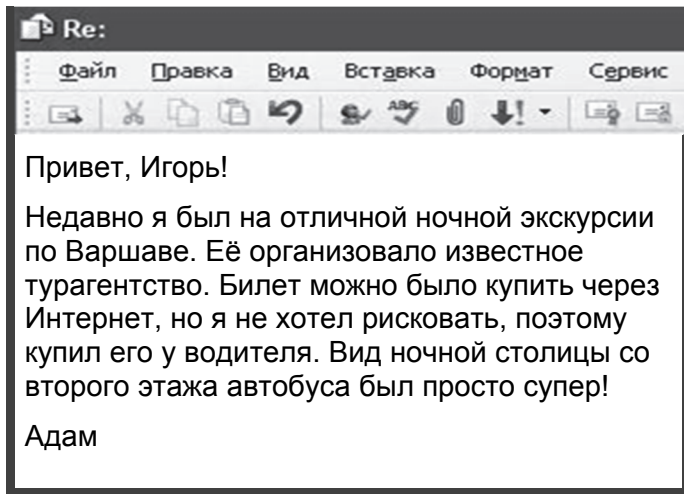 Re:
Файл Правка Вид Вставка Формат Сервис
ABC
Привет, Игорь!
Недавно я был на отличной ночной экскурсии
по Варшаве. Её организовало известное
турагентство. Билет можно было купить через
Интернет, но я не хотел рисковать, поэтому
купил его у водителя. Вид ночной столицы со
второго этажа автобуса был просто супер!
Адам